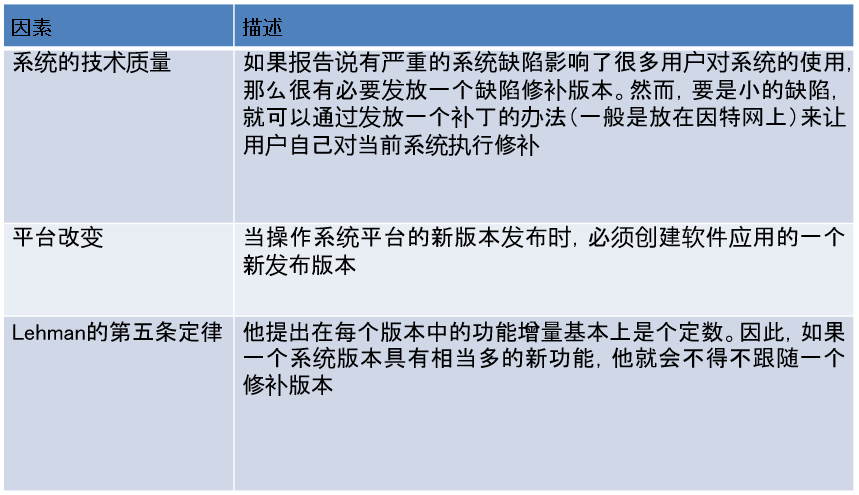 因素
描述
系统的技术质量
如果报告说有严重的系统缺陷影响了很多用户对系统的使用,
那么很有必要发放一个缺陷修补版本。然而,要是小的缺陷,
就可以通过发放一个补丁的办法(一般是放在因特网上)来让
用户自己对当前系统执行修补
平台改变
当操作系统平台的新版本发布时,必须创建软件应用的一个
新发布版本
Lehman的第五条定律
他提出在每个版本中的功能增量基本上是个定数。因此,如果
一个系统版本具有相当多的新功能,他就会不得不跟随一个
修补版本